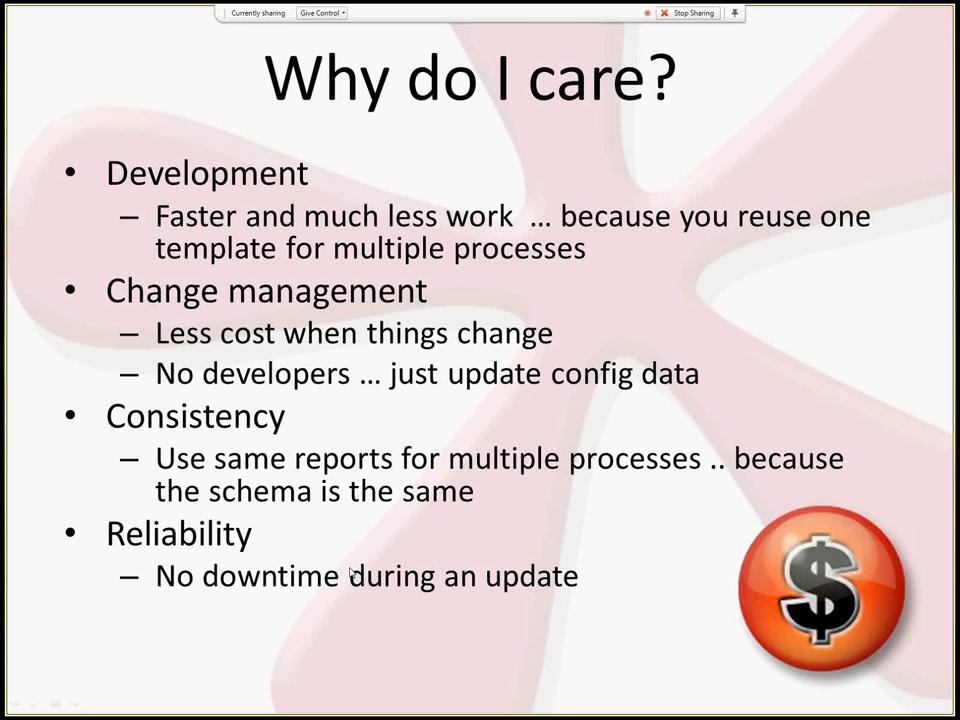 Currently sharing Give Control Stop Sharing
Why do I care?
• Development
– Faster and much less work … because you reuse one
template for multiple processes
• Change management
– Less cost when things change
– No developers … just update config data
• Consistency
– Use same reports for multiple processes .. because
the schema is the same
• Reliability
– No downtime during an update
$